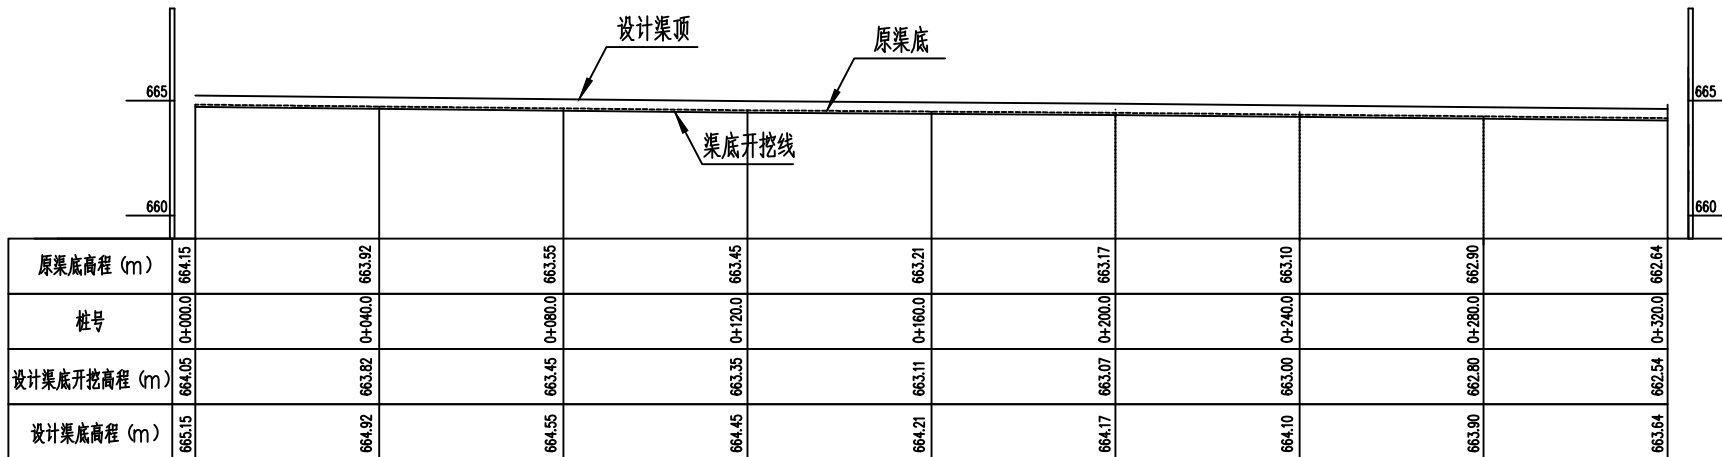 设计渠顶
原渠底
665
665
渠底开挖线
660
660
原渠底高程 (m) 664.15 663.92 663.55 663.45 663.21 663.17 663.10 662.90 662.64
桩号 0+000.0 0+040.0 0+080.0 0+120.0 0+160.0 0+200.0 0+240.0 0+280.0 0+320.0
设计渠底开挖高程 (m) 664.05 663.82 663.45 663.35 663.11 663.07 663.00 662.80 662.54
设计渠底高程 (m) 665.15 664.92 664.55 664.45 664.21 664.17 664.10 663.90 663.64